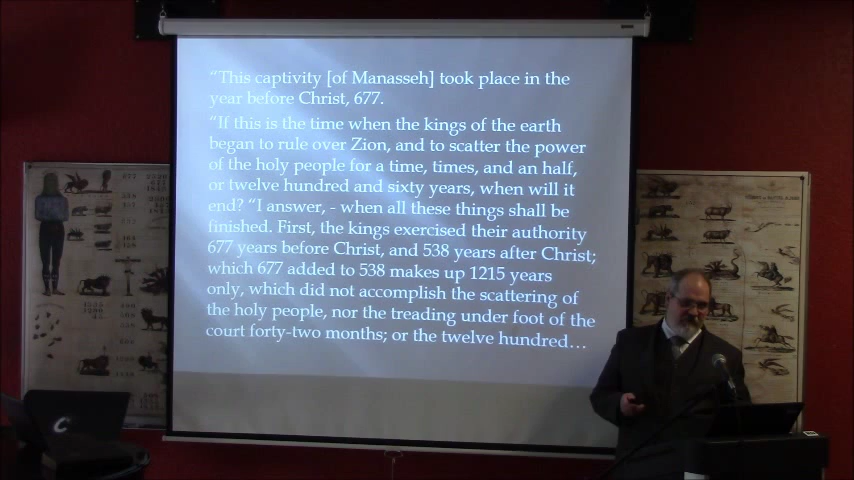 "This captivity [of Manasseh] took place in the
year before Christ, 677.
"If this is the time when the kings of the earth
began to rule over Zion, and to scatter the power
of the holy people for a time, times, and an half,
or twelve hundred and sixty years, when will it
end? "I answer, - when all these things shall be
finished. First, the kings exercised their authority
677 years before Christ, and 538 years after Christ;
which 677 added to 538 makes up 1215 years
only, which did not accomplish the scattering of
the holy people, nor the treading under foot of the
court forty-two months; or the twelve hundred…
677